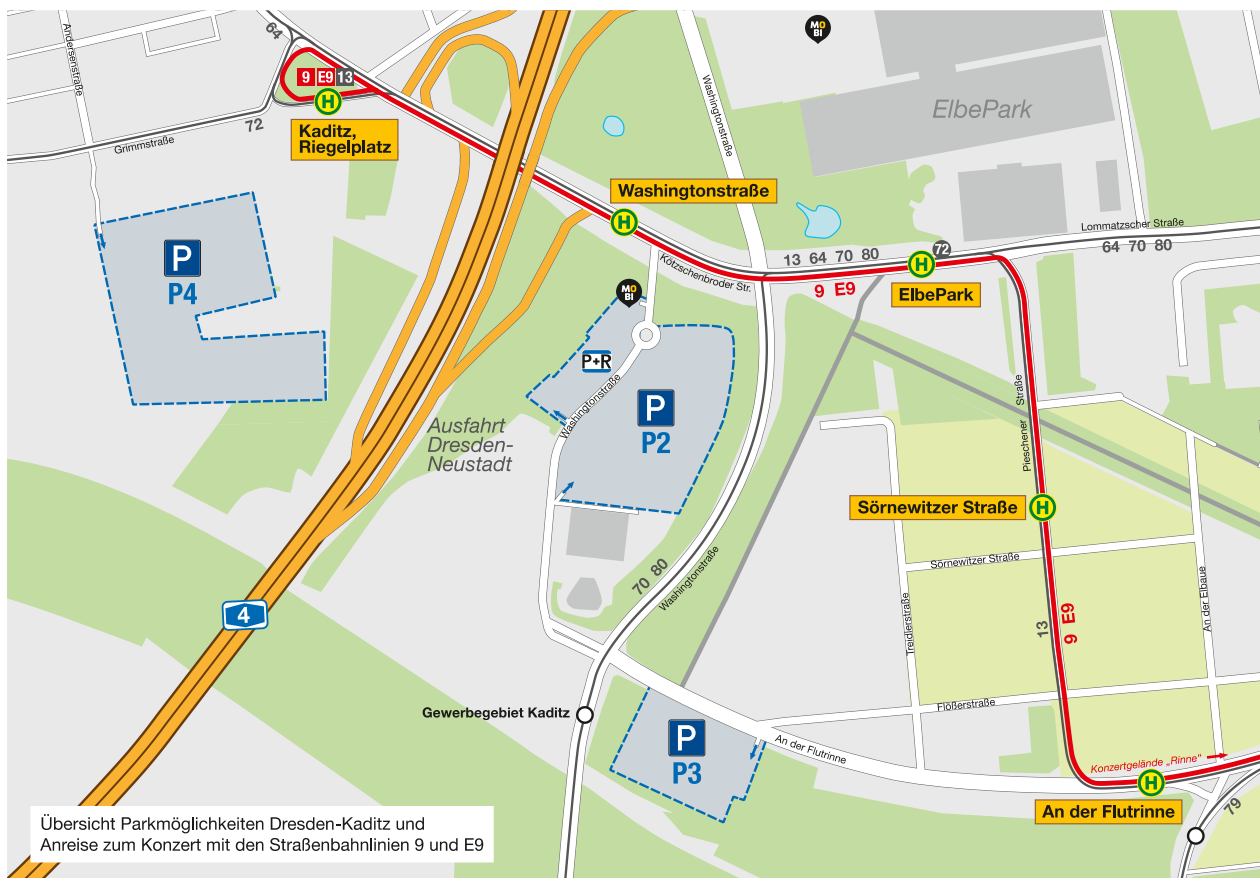 Andersenstraße
64
MO
BI
9 E9 13
H
Kaditz,
Riegelplatz
72
Grimmstraße
Washingtonstraße
ElbePark
Washingtonstraße
H
Lommatzscher Straße
64 70 80
13 64 70 80
72
H
9 E9
ElbePark
Kötzschenbroder Str.
P
P4
MO
BI
P+R
Washingtonstraße
P
P2
Ausfahrt
Dresden-
Neustadt
Pieschener Straße
Sörnewitzer Straße
H
Sörnewitzer Straße
70 80
Washingtonstraße
Treidlerstraße
An der Elbaue
4
13
9 E9
Gewerbegebiet Kaditz
Flößerstraße
P
P3
An der Flutrinne
Konzertgelände „Rinne"
H
An der Flutrinne
79
Übersicht Parkmöglichkeiten Dresden-Kaditz und
Anreise zum Konzert mit den Straßenbahnlinien 9 und E9